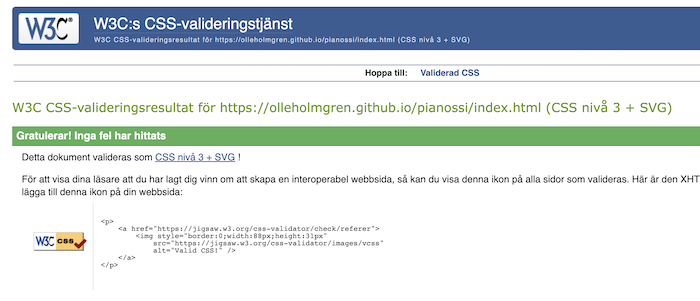 W3C®
W3C:s CSS-valideringstjänst
W3C CSS-valideringsresultat för https://olleholmgren.github.io/pianossi/index.html (CSS nivå 3 + SVG)
Hoppa till: Validerad CSS
W3C CSS-valideringsresultat för https://olleholmgren.github.io/pianossi/index.html (CSS nivå 3 + SVG)
Gratulerar! Inga fel har hittats
Detta dokument valideras som CSS nivå 3 + SVG !
För att visa dina läsare att du har lagt dig vinn om att skapa en interoperabel webbsida, så kan du visa denna ikon på alla sidor som valideras. Här är den XHT
lägga till denna ikon på din webbsida:
W3C css
<p>
<a href="https://jigsaw.w3.org/css-validator/check/referer">
<img style="border:0;width:88px;height:31px"
src="https://jigsaw.w3.org/css-validator/images/vcss"
alt="Valid CSS!" />
</a>
</p>